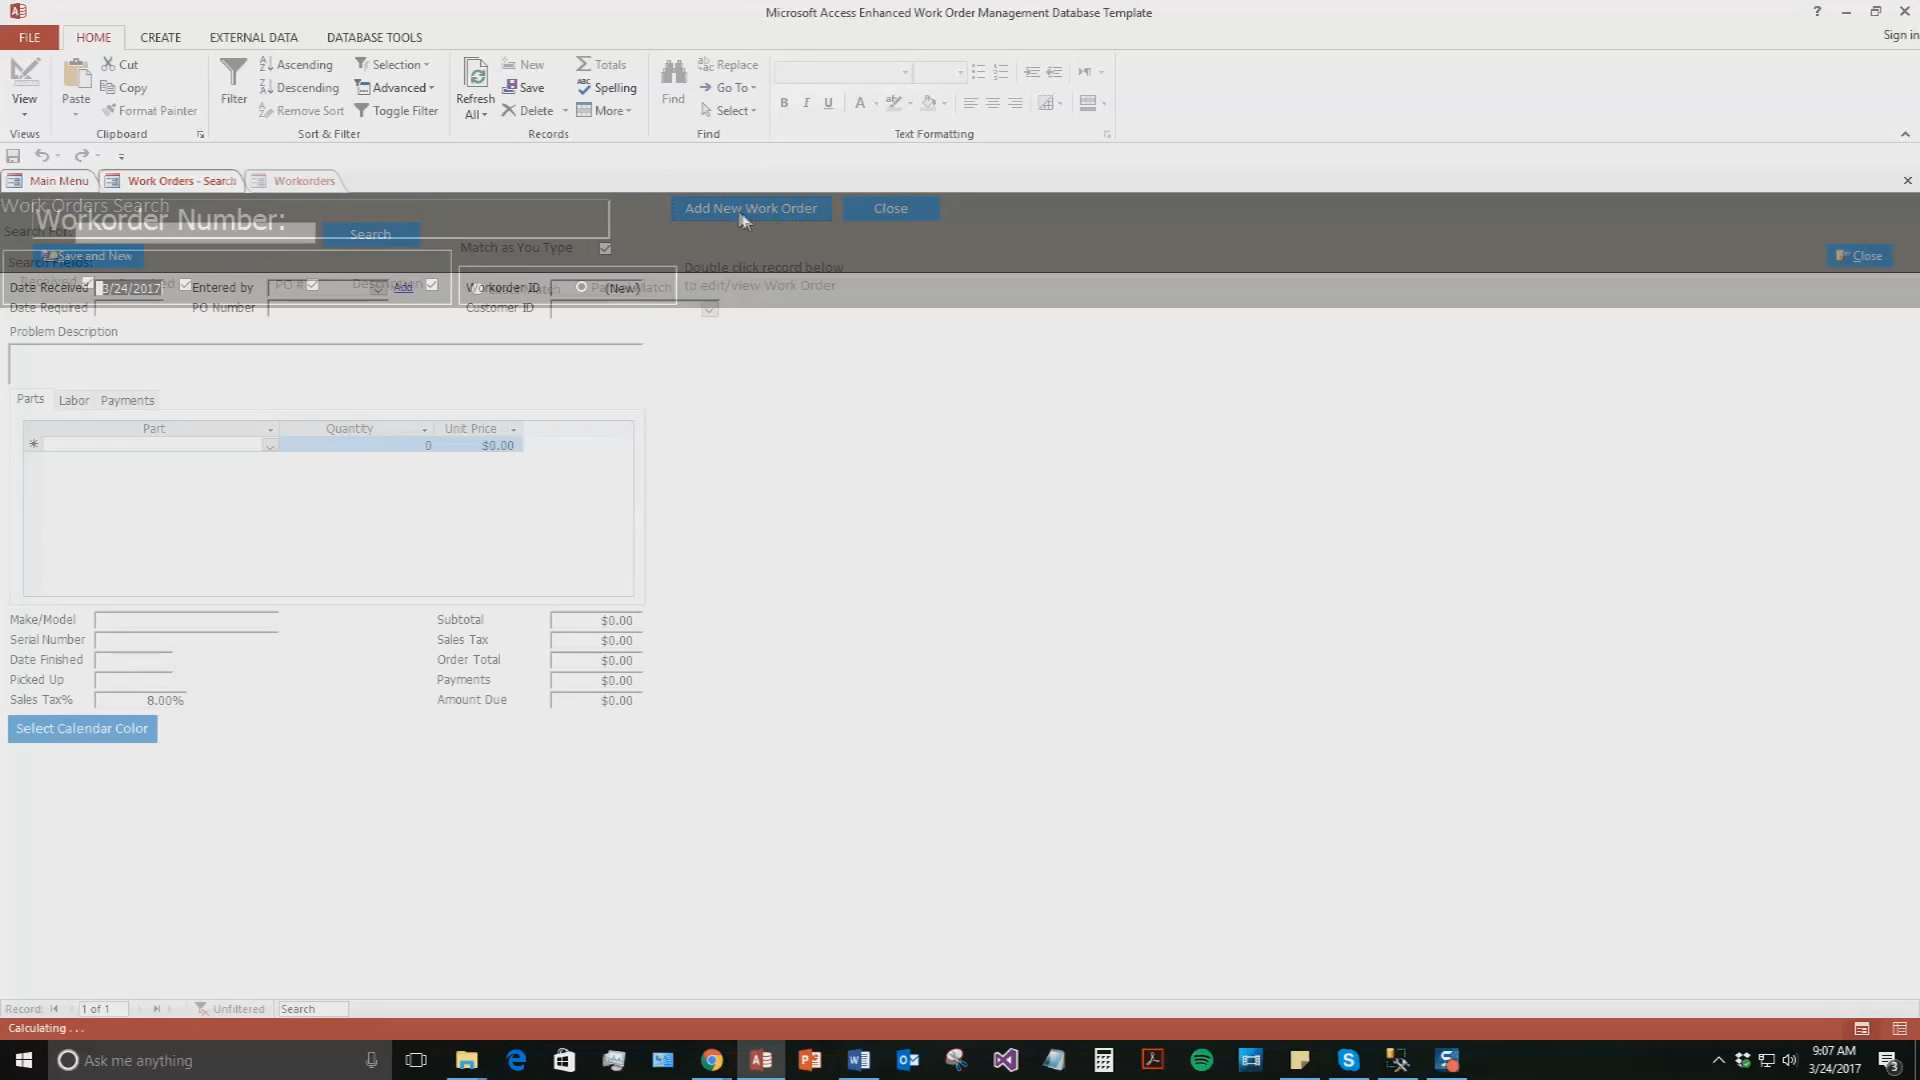 Microsoft Access Enhanced Work Order Management Database Template
?
Sign in
FILE HOME CREATE EXTERNAL DATA DATABASE TOOLS
View
Views
Paste
Cut
Copy
Format Painter
Clipboard
Filter
Ascending
Descending
Remove Sort
Selection
Advanced
Toggle Filter
Sort & Filter
Refresh
All
New
Save
Delete
Totals
Spelling
More
Records
Find
Replace
Go To
Select
Find
B I U A
Text Formatting
Main Menu
Work Orders - Search
Workorders
Work Orders Search
Workorder Number:
Add New Work Order
Close
Search For:
Search
Match as You Type
Save and New
Close
Search Fields:
Double click record below
to edit/view Work Order
Date Received 3/24/2017
Entered by
PO #
Add
Description
Workorder ID (New)
Match
Date Required
PO Number
Customer ID
Problem Description
Parts Labor Payments
Part Quantity Unit Price
0 $0.00
Make/Model
Serial Number
Date Finished
Picked Up
Sales Tax% 8.00%
Subtotal $0.00
Sales Tax $0.00
Order Total $0.00
Payments $0.00
Amount Due $0.00
Select Calendar Color
Record: 1 of 1 Unfiltered Search
Calculating . . .
Ask me anything
9:07 AM
3/24/2017
3